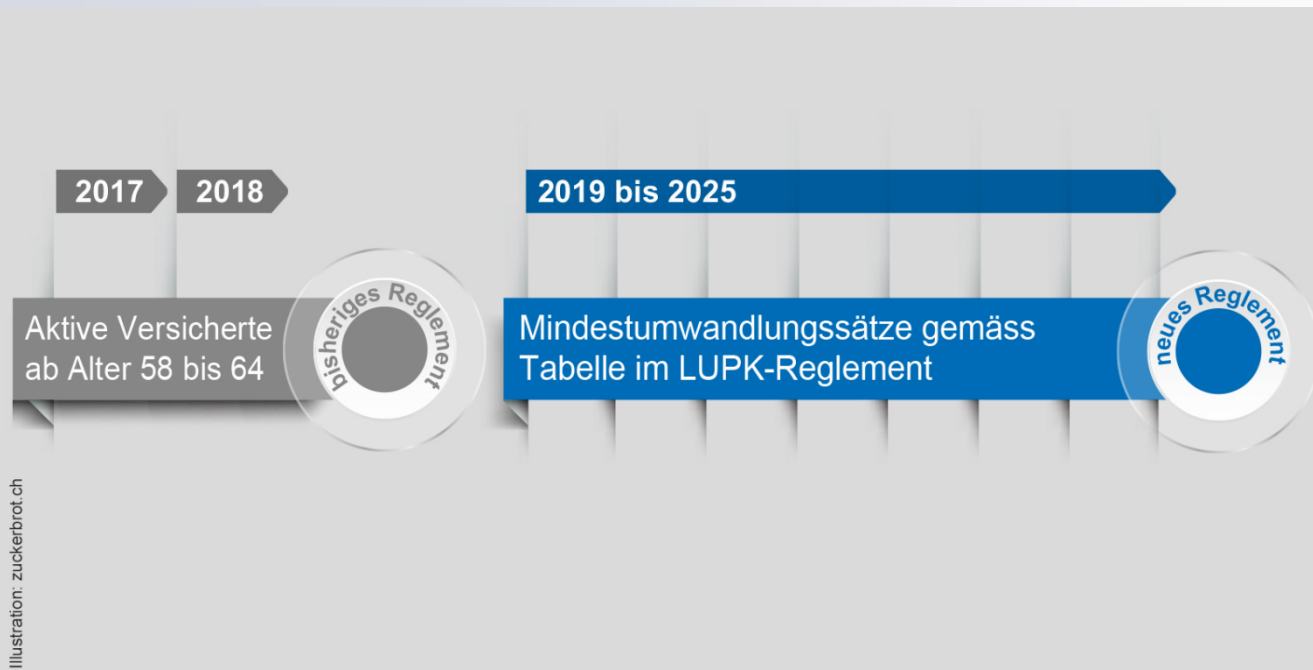 2017
2018
2019 bis 2025
Aktive Versicherte
ab Alter 58 bis 64
bisheriges Reglement
Mindestumwandlungssätze gemäss
Tabelle im LUPK-Reglement
neues Reglement
Illustration: zuckerbrot.ch